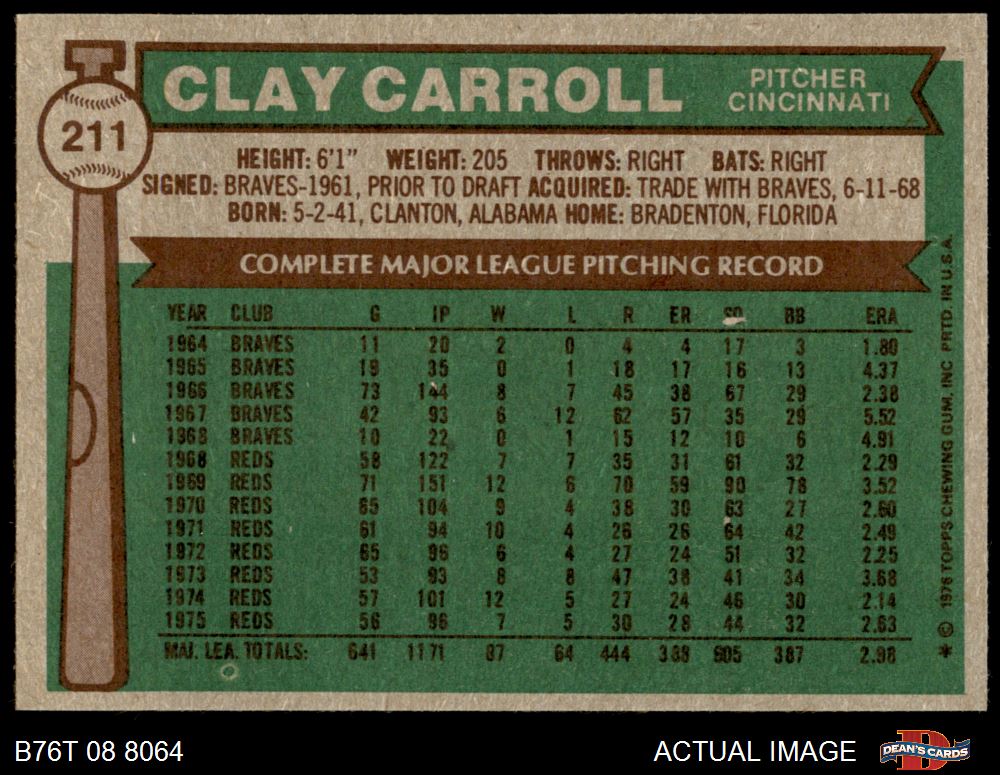 CLAY CARROLL
PITCHER
CINCINNATI
211
HEIGHT: 6'1" WEIGHT: 205 THROWS: RIGHT BATS: RIGHT
SIGNED: BRAVES-1961, PRIOR TO DRAFT ACQUIRED: TRADE WITH BRAVES, 6-11-68
BORN: 5-2-41, CLANTON, ALABAMA HOME: BRADENTON, FLORIDA
COMPLETE MAJOR LEAGUE PITCHING RECORD
YEAR CLUB G IP W L R ER SO BB ERA
1964 BRAVES 11 20 2 0 4 4 17 3 1.80
1965 BRAVES 19 35 0 1 18 17 16 13 4.37
1966 BRAVES 73 144 8 7 45 38 67 29 2.38
1967 BRAVES 42 93 6 12 62 57 35 29 5.52
1968 BRAVES 10 22 0 1 15 12 10 6 4.91
1968 REDS 58 122 7 7 35 31 61 32 2.29
1969 REDS 71 151 12 6 70 59 90 78 3.52
1970 REDS 65 104 9 4 38 30 63 27 2.60
1971 REDS 61 94 10 4 26 26 64 42 2.49
1972 REDS 65 96 6 4 27 24 51 32 2.25
1973 REDS 53 93 8 8 47 38 41 34 3.68
1974 REDS 57 101 12 5 27 24 46 30 2.14
1975 REDS 56 96 7 5 30 28 44 32 2.63
MAJ. LEA. TOTALS: 641 1171 87 64 444 388 605 387 2.98
* © 1976 TOPPS CHEWING GUM, INC PRTD. IN U.S.A.
B76T 08 8064
ACTUAL IMAGE
D
DEAN'S CARDS